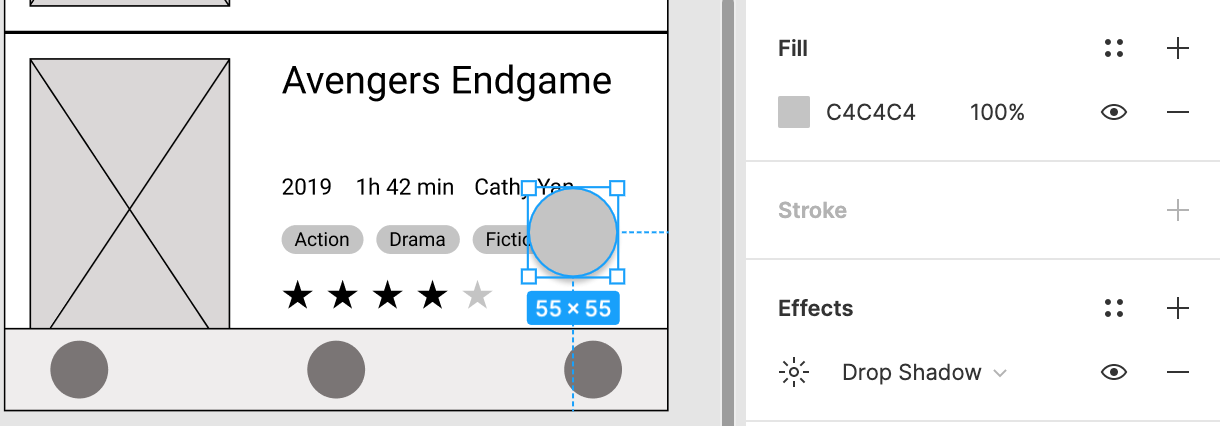 Avengers Endgame
2019 1h 42 min Cathy Yan
Action Drama Fictio
55 × 55
Fill
C4C4C4 100%
Stroke
Effects
Drop Shadow